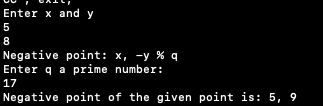 Enter x and y
5
8
Negative point: x, -y % q
Enter q a prime number:
17
Negative point of the given point is: 5, 9